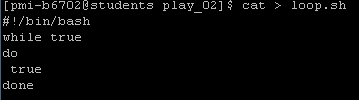 [pmi-b6702@students play_02]$ cat > loop.sh
#!/bin/bash
while true
do
 true
done